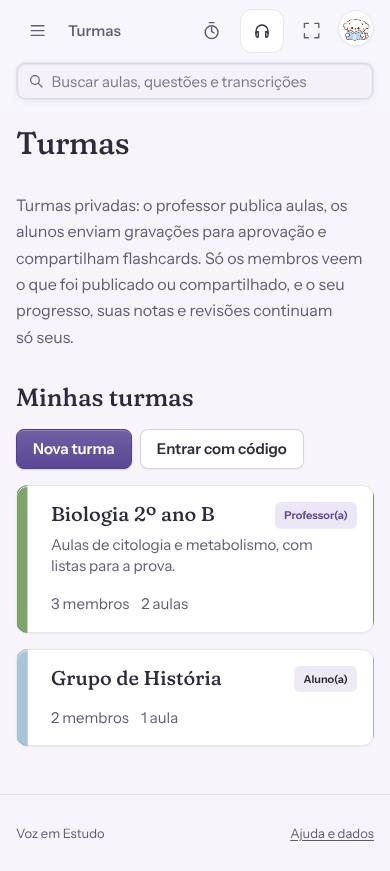 Turmas
Buscar aulas, questões e transcrições
Turmas
Turmas privadas: o professor publica aulas, os
alunos enviam gravações para aprovação e
compartilham flashcards. Só os membros veem
o que foi publicado ou compartilhado, e o seu
progresso, suas notas e revisões continuam
só seus.
Minhas turmas
Nova turma
Entrar com código
Biologia 2º ano B
Professor(a)
Aulas de citologia e metabolismo, com
listas para a prova.
3 membros 2 aulas
Grupo de História
Aluno(a)
2 membros 1 aula
Voz em Estudo
Ajuda e dados